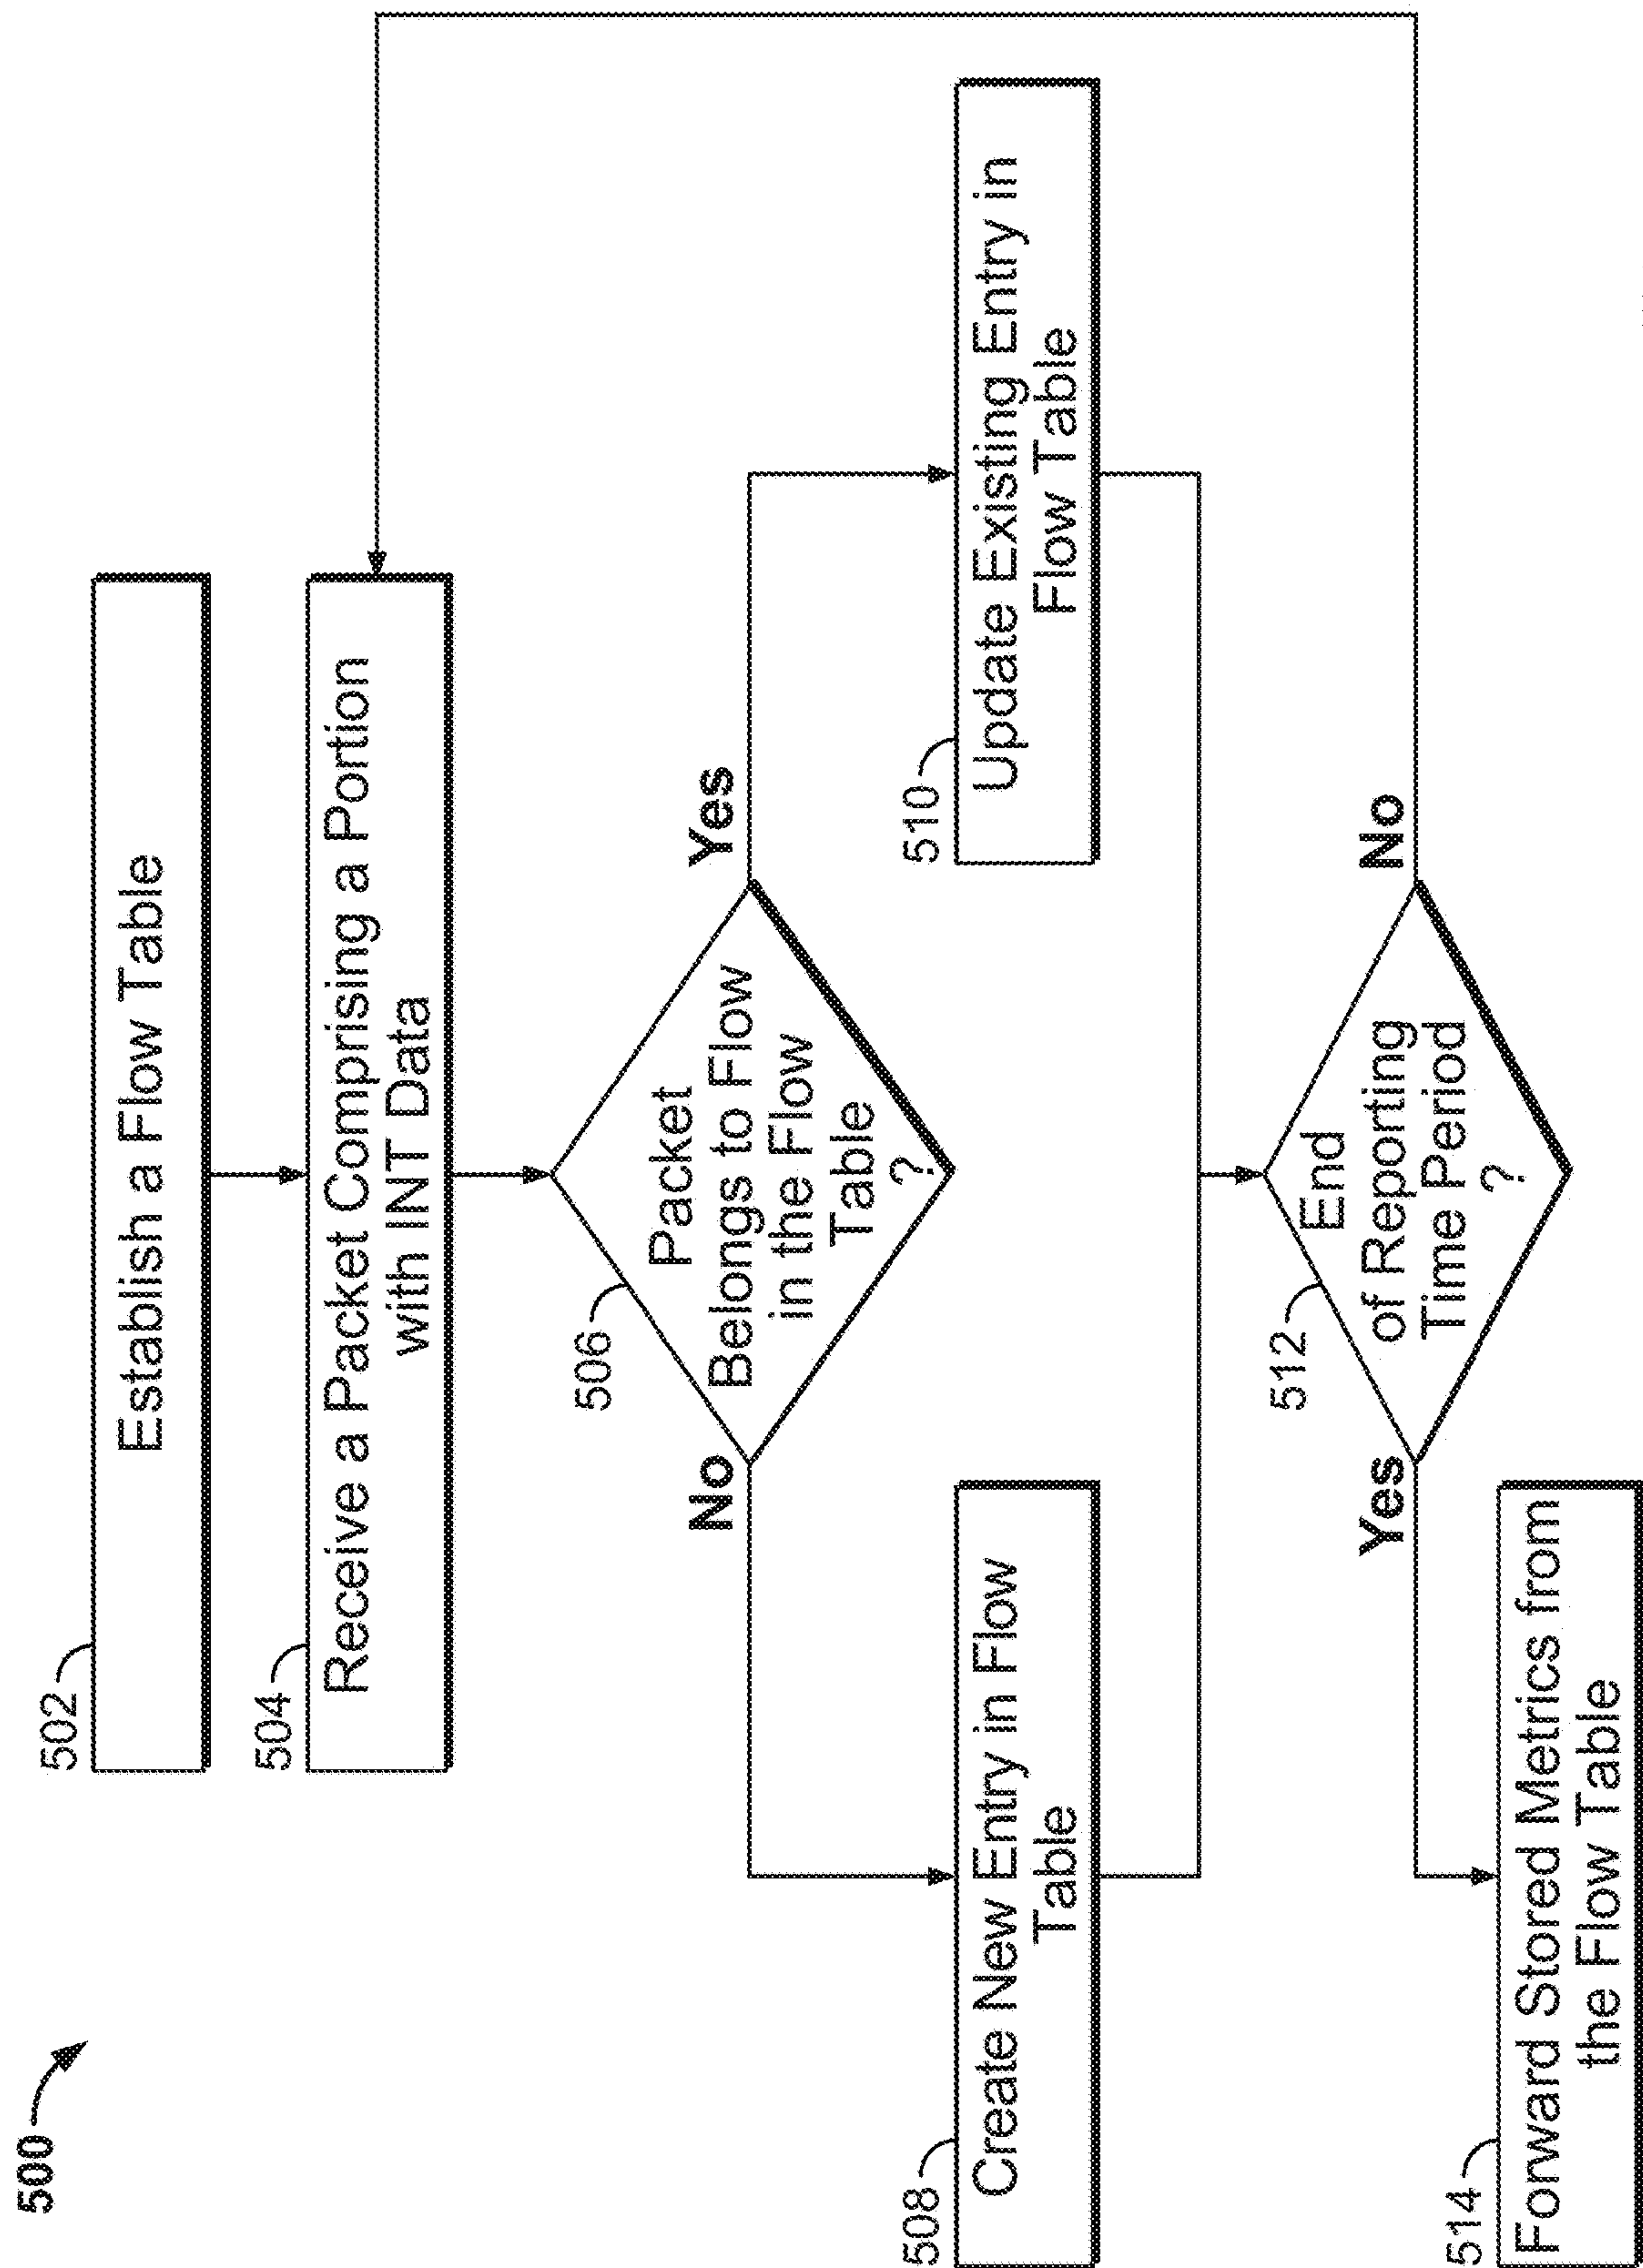 500
502
Establish a Flow Table
504
Receive a Packet Comprising a Portion
with INT Data
506
Packet
Belongs to Flow
in the Flow
Table
?
No
Yes
508
Create New Entry in Flow
Table
510
Update Existing Entry in
Flow Table
512
End
of Reporting
Time Period
?
Yes
No
514
Forward Stored Metrics from
the Flow Table